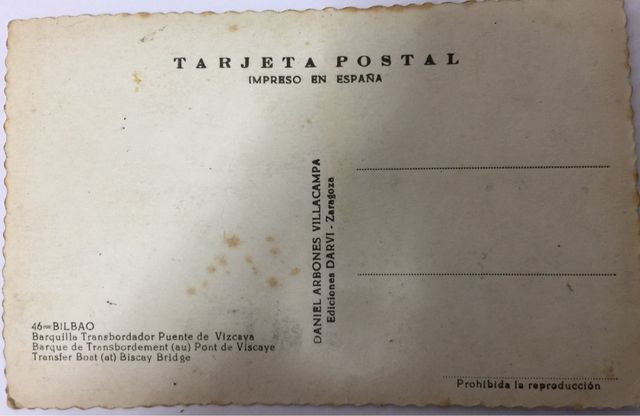 TARJETA POSTAL
IMPRESO EN ESPAÑA
DANIEL ARBONES VILLACAMPA
Ediciones DARVI - Zaragoza
46-BILBAO
Barquilla Transbordador Puente de Vizcaya
Barque de Transbordement (au) Pont de Viscaye
Transfer Boat (at) Biscay Bridge
Prohibida la reproducción